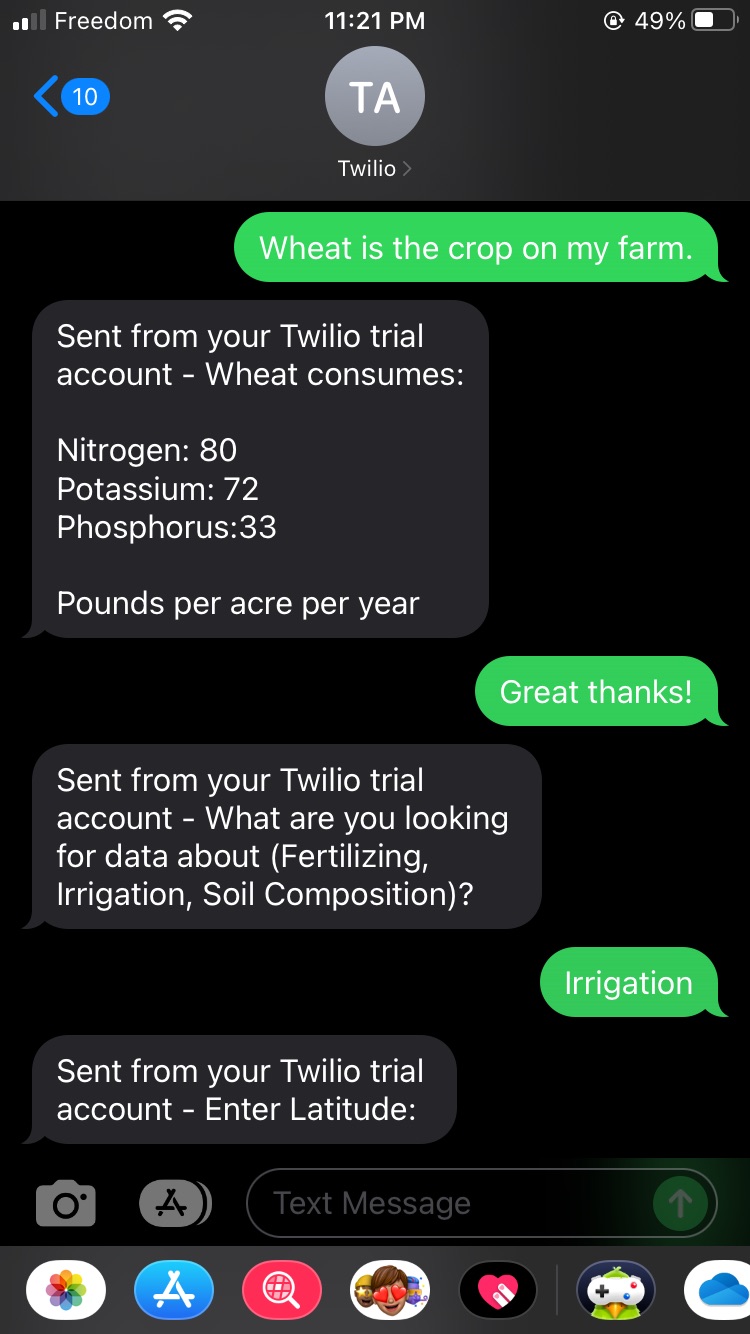 Freedom 11:21 PM 49%
10
TA
Twilio
Wheat is the crop on my farm.
Sent from your Twilio trial
account - Wheat consumes:
Nitrogen: 80
Potassium: 72
Phosphorus:33
Pounds per acre per year
Great thanks!
Sent from your Twilio trial
account - What are you looking
for data about (Fertilizing,
Irrigation, Soil Composition)?
Irrigation
Sent from your Twilio trial
account - Enter Latitude:
Text Message